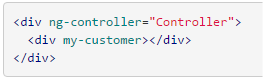 <div ng-controller="Controller">
  <div my-customer></div>
</div>